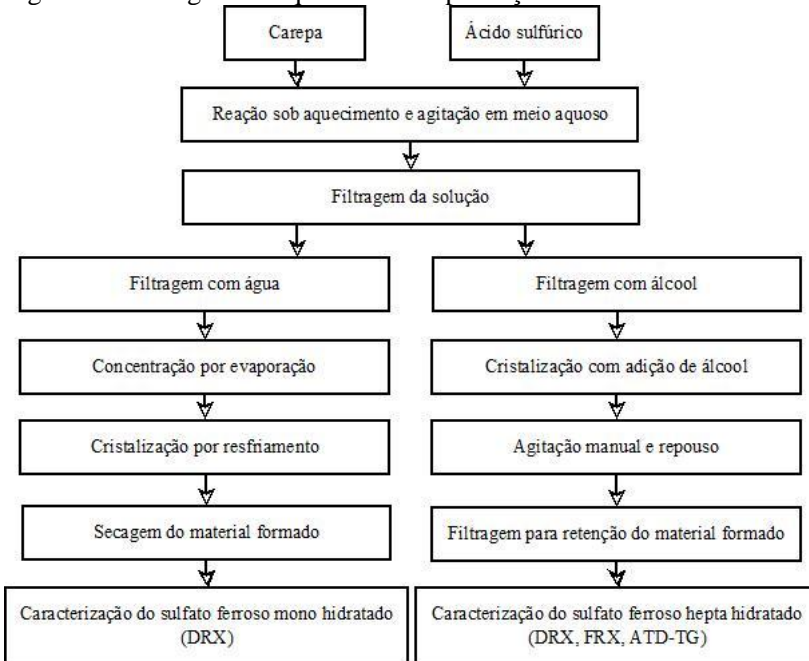 Carepa
Ácido sulfúrico
Reação sob aquecimento e agitação em meio aquoso
Filtragem da solução
Filtragem com água
Filtragem com álcool
Concentração por evaporação
Cristalização com adição de álcool
Cristalização por resfriamento
Agitação manual e repouso
Secagem do material formado
Filtragem para retenção do material formado
Caracterização do sulfato ferroso mono hidratado
(DRX)
Caracterização do sulfato ferroso hepta hidratado
(DRX, FRX, ATD-TG)